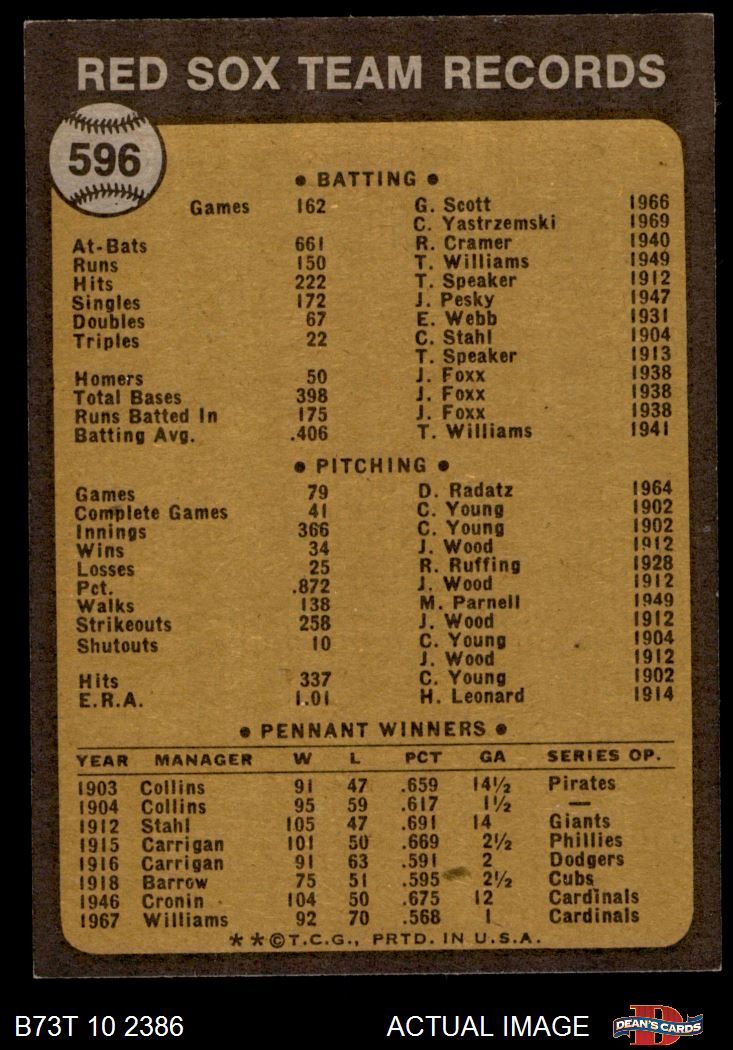 RED SOX TEAM RECORDS
596
• BATTING •
Games 162 G. Scott 1966
C. Yastrzemski 1969
At-Bats 661 R. Cramer 1940
Runs 150 T. Williams 1949
Hits 222 T. Speaker 1912
Singles 172 J. Pesky 1947
Doubles 67 E. Webb 1931
Triples 22 C. Stahl 1904
T. Speaker 1913
Homers 50 J. Foxx 1938
Total Bases 398 J. Foxx 1938
Runs Batted In 175 J. Foxx 1938
Batting Avg. .406 T. Williams 1941
• PITCHING •
Games 79 D. Radatz 1964
Complete Games 41 C. Young 1902
Innings 366 C. Young 1902
Wins 34 J. Wood 1912
Losses 25 R. Ruffing 1928
Pct. .872 J. Wood 1912
Walks 138 M. Parnell 1949
Strikeouts 258 J. Wood 1912
Shutouts 10 C. Young 1904
J. Wood 1912
Hits 337 C. Young 1902
E.R.A. 1.01 H. Leonard 1914
• PENNANT WINNERS •
YEAR MANAGER W L PCT GA SERIES OP.
1903 Collins 91 47 .659 14½ Pirates
1904 Collins 95 59 .617 1½ —
1912 Stahl 105 47 .691 14 Giants
1915 Carrigan 101 50 .669 2½ Phillies
1916 Carrigan 91 63 .591 2 Dodgers
1918 Barrow 75 51 .595 2½ Cubs
1946 Cronin 104 50 .675 12 Cardinals
1967 Williams 92 70 .568 1 Cardinals
**©T.C.G., PRTD. IN U.S.A.
B73T 10 2386 ACTUAL IMAGE D DEAN'S CARDS